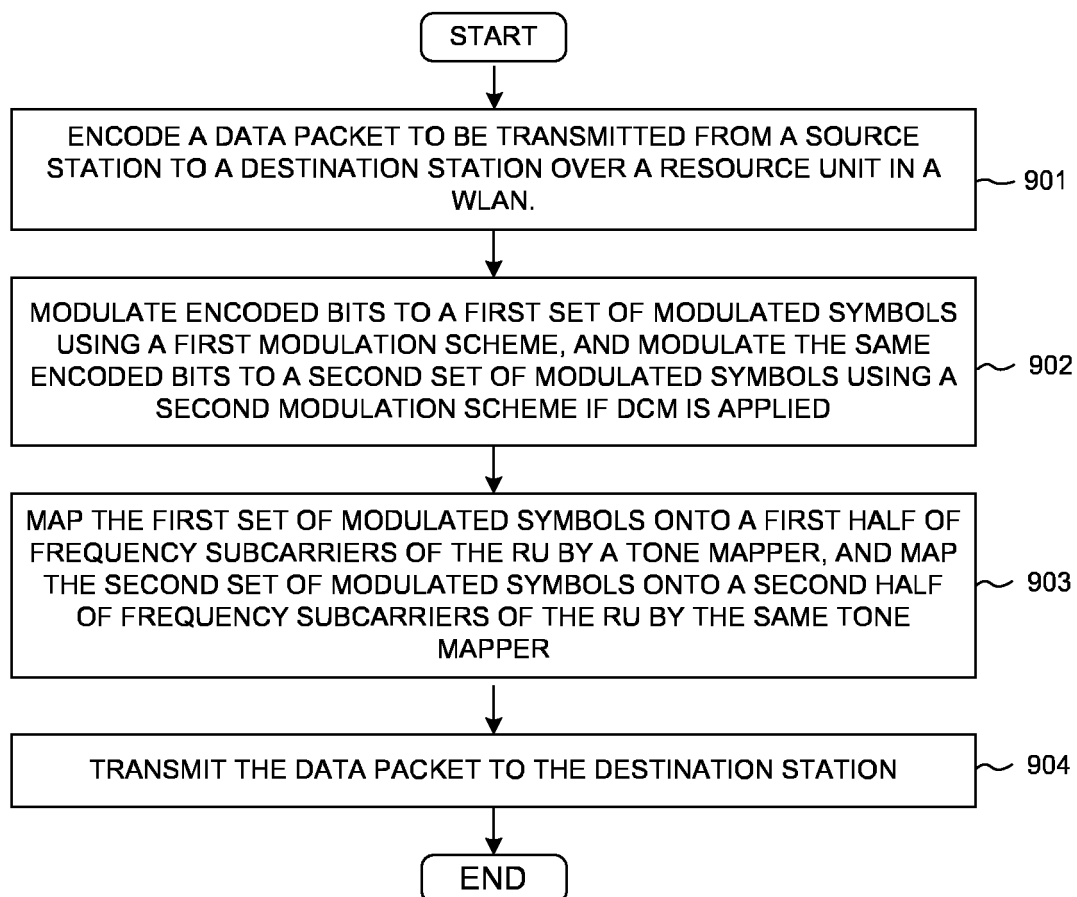 START
ENCODE A DATA PACKET TO BE TRANSMITTED FROM A SOURCE
STATION TO A DESTINATION STATION OVER A RESOURCE UNIT IN A
WLAN.
901
MODULATE ENCODED BITS TO A FIRST SET OF MODULATED SYMBOLS
USING A FIRST MODULATION SCHEME, AND MODULATE THE SAME
ENCODED BITS TO A SECOND SET OF MODULATED SYMBOLS USING A
SECOND MODULATION SCHEME IF DCM IS APPLIED
902
MAP THE FIRST SET OF MODULATED SYMBOLS ONTO A FIRST HALF OF
FREQUENCY SUBCARRIERS OF THE RU BY A TONE MAPPER, AND MAP
THE SECOND SET OF MODULATED SYMBOLS ONTO A SECOND HALF
OF FREQUENCY SUBCARRIERS OF THE RU BY THE SAME TONE
MAPPER
903
TRANSMIT THE DATA PACKET TO THE DESTINATION STATION
904
END